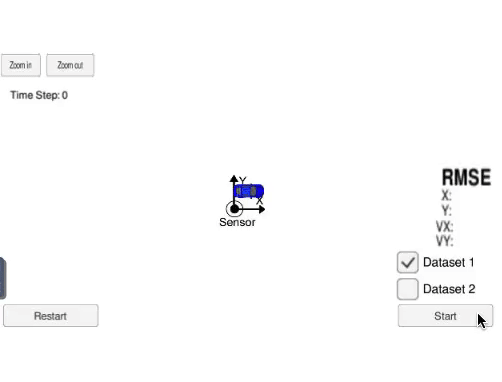 Zoom in Zoom out
Time Step: 0
Y
X
Sensor
RMSE
X:
Y:
VX:
VY:
Dataset 1
Dataset 2
Restart
Start